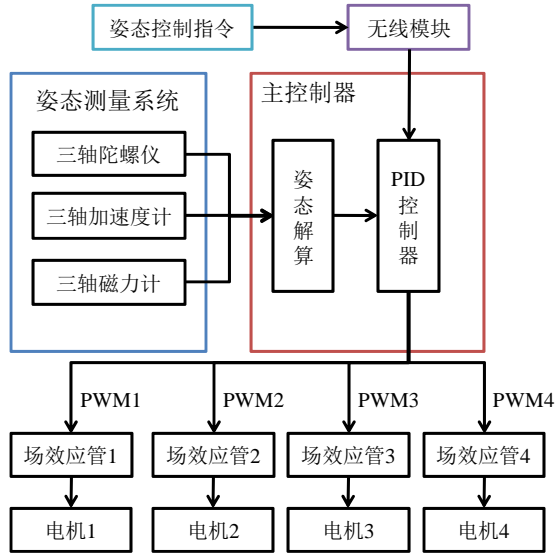 姿态控制指令
无线模块
姿态测量系统
主控制器
三轴陀螺仪
三轴加速度计
三轴磁力计
姿
态
解
算
PID
控
制
器
PWM1
PWM2
PWM3
PWM4
场效应管1
场效应管2
场效应管3
场效应管4
电机1
电机2
电机3
电机4